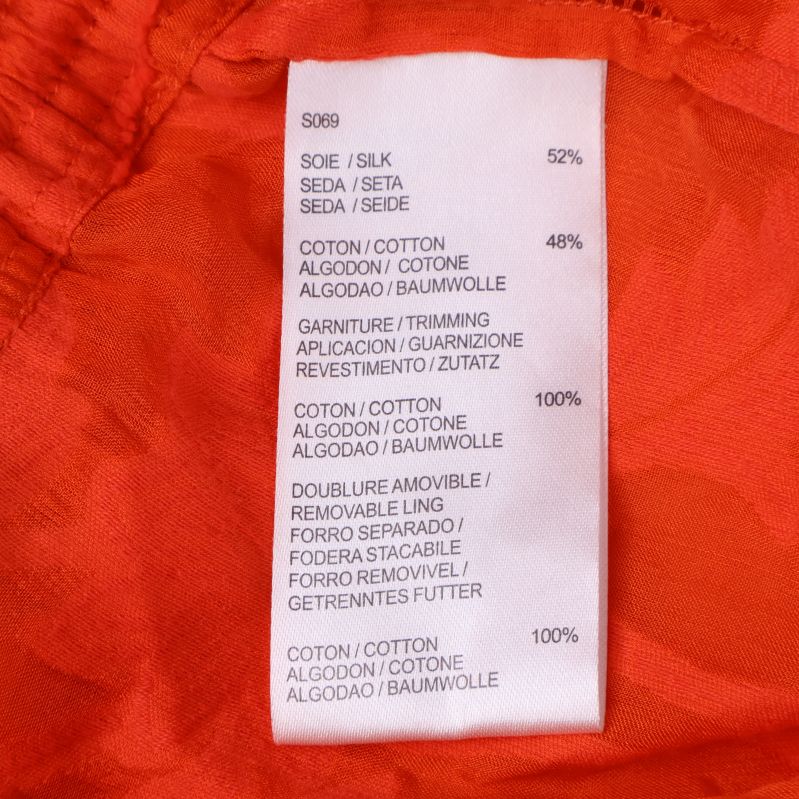 S069
SOIE / SILK 52%
SEDA / SETA
SEDA / SEIDE
COTON / COTTON 48%
ALGODON / COTONE
ALGODAO / BAUMWOLLE
GARNITURE / TRIMMING
APLICACION / GUARNIZIONE
REVESTIMENTO / ZUTATZ
COTON / COTTON 100%
ALGODON / COTONE
ALGODAO / BAUMWOLLE
DOUBLURE AMOVIBLE /
REMOVABLE LING
FORRO SEPARADO /
FODERA STACABILE
FORRO REMOVIVEL /
GETRENNTES FUTTER
COTON / COTTON 100%
ALGODON / COTONE
ALGODAO / BAUMWOLLE